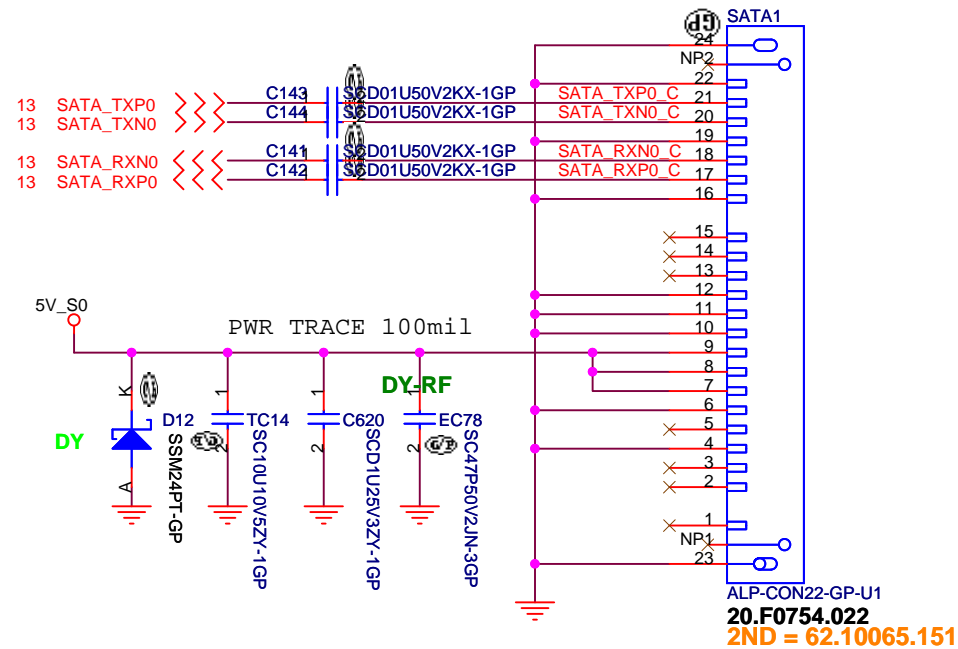 SATA1
24
NP2
22
13 SATA_TXP0 C143 SCD01U50V2KX-1GP SATA_TXP0_C 21
13 SATA_TXN0 C144 SCD01U50V2KX-1GP SATA_TXN0_C 20
19
13 SATA_RXN0 C141 SCD01U50V2KX-1GP SATA_RXN0_C 18
13 SATA_RXP0 C142 SCD01U50V2KX-1GP SATA_RXP0_C 17
16
15
14
13
12
11
10
5V_S0
PWR TRACE 100mil
9
8
7
6
5
4
3
2
1
NP1
23
DY-RF
K 1 1 1
DY
D12 TC14 C620 EC78
A 2 2 2
SSM24PT-GP
SC10U10V5ZY-1GP
SCD1U25V3ZY-1GP
SC47P50V2JN-3GP
ALP-CON22-GP-U1
20.F0754.022
2ND = 62.10065.151